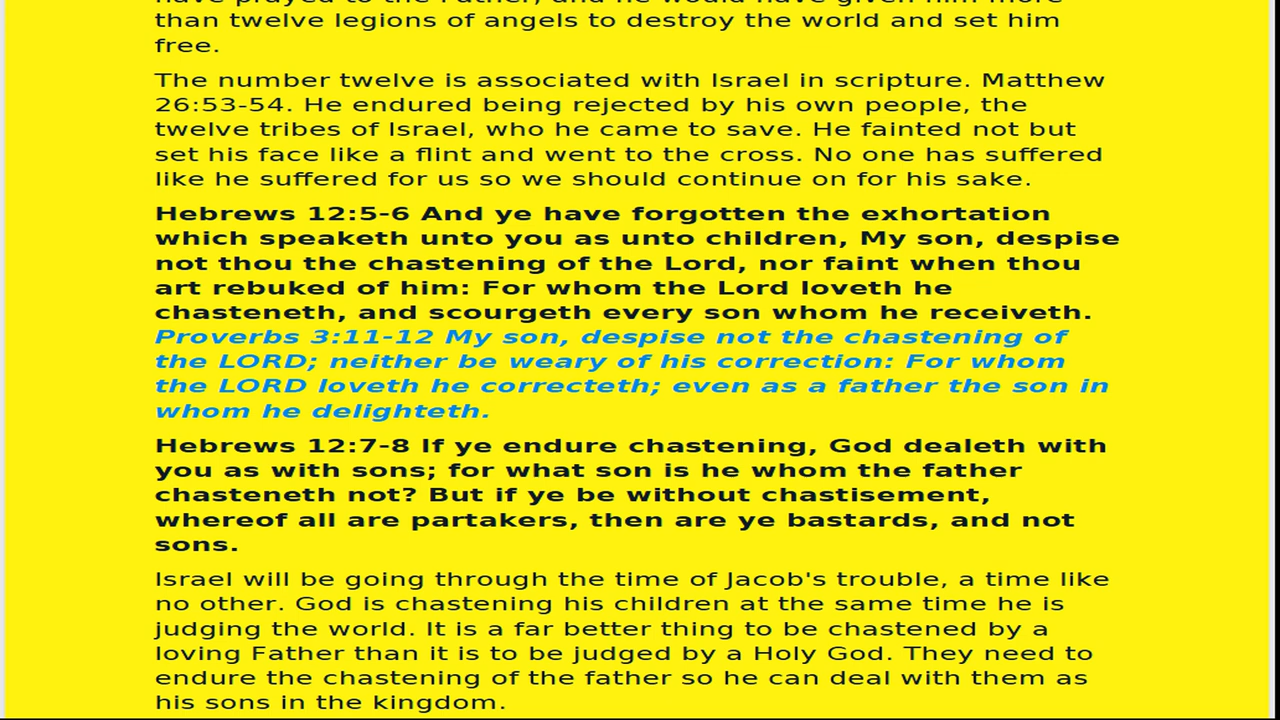 have prayed to the Father, and he would have given him more
than twelve legions of angels to destroy the world and set him
free.
The number twelve is associated with Israel in scripture. Matthew
26:53-54. He endured being rejected by his own people, the
twelve tribes of Israel, who he came to save. He fainted not but
set his face like a flint and went to the cross. No one has suffered
like he suffered for us so we should continue on for his sake.
Hebrews 12:5-6 And ye have forgotten the exhortation
which speaketh unto you as unto children, My son, despise
not thou the chastening of the Lord, nor faint when thou
art rebuked of him: For whom the Lord loveth he
chasteneth, and scourgeth every son whom he receiveth.
Proverbs 3:11-12 My son, despise not the chastening of
the LORD; neither be weary of his correction: For whom
the LORD loveth he correcteth; even as a father the son in
whom he delighteth.
Hebrews 12:7-8 If ye endure chastening, God dealeth with
you as with sons; for what son is he whom the father
chasteneth not? But if ye be without chastisement,
whereof all are partakers, then are ye bastards, and not
sons.
Israel will be going through the time of Jacob's trouble, a time like
no other. God is chastening his children at the same time he is
judging the world. It is a far better thing to be chastened by a
loving Father than it is to be judged by a Holy God. They need to
endure the chastening of the father so he can deal with them as
his sons in the kingdom.